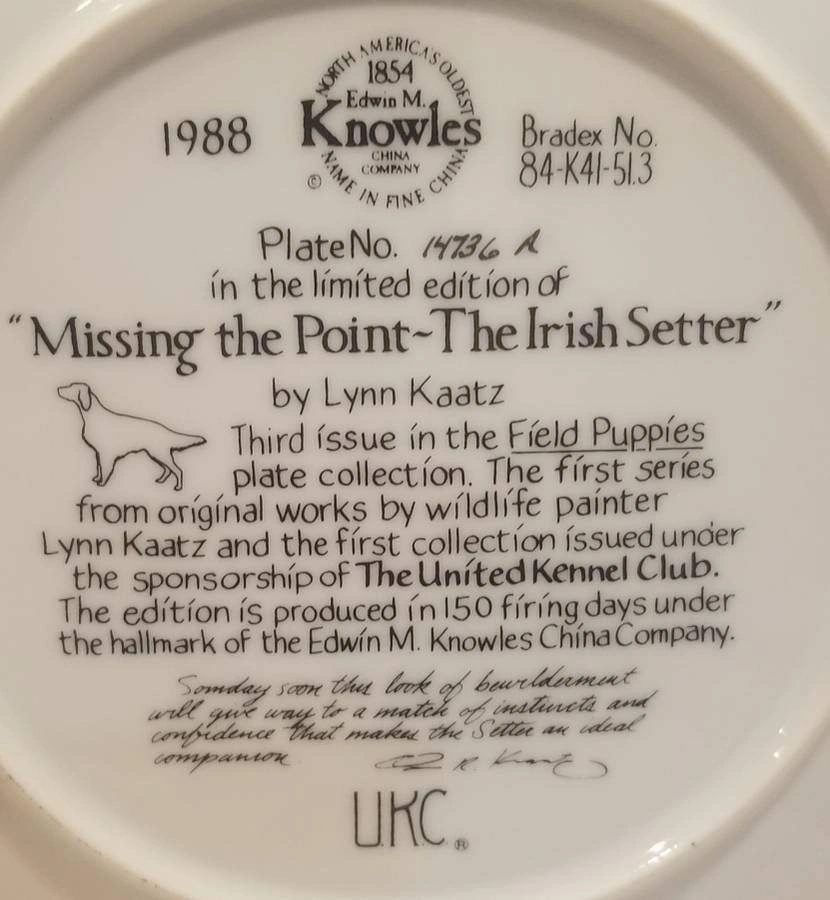 NORTH AMERICA'S OLDEST
1854
Edwin M.
Knowles
CHINA
COMPANY
© NAME IN FINE CHINA
1988
Bradex No.
84-K41-51.3
Plate No. 14736 A
in the limited edition of
"Missing the Point~The Irish Setter"
by Lynn Kaatz
Third issue in the Field Puppies
plate collection. The first series
from original works by wildlife painter
Lynn Kaatz and the first collection issued under
the sponsorship of The United Kennel Club.
The edition is produced in 150 firing days under
the hallmark of the Edwin M. Knowles China Company.
Somday soon this look of bewilderment
will give way to a match of instincts and
confidence that makes the Setter an ideal
companion
U.K.C.®